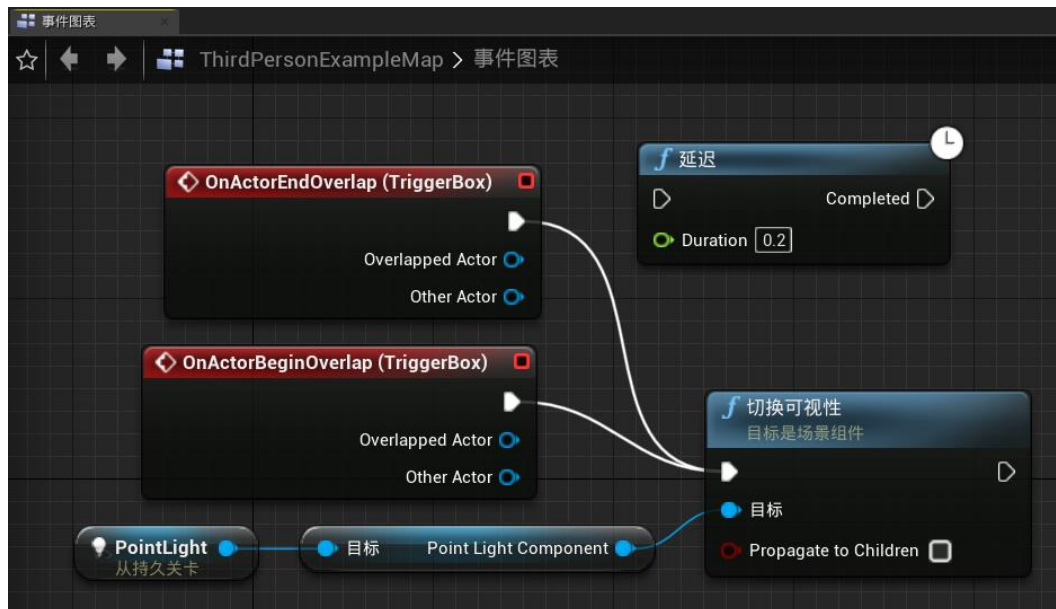 事件图表
ThirdPersonExampleMap > 事件图表
OnActorEndOverlap (TriggerBox)
Overlapped Actor
Other Actor
f 延迟
Completed
Duration 0.2
OnActorBeginOverlap (TriggerBox)
Overlapped Actor
Other Actor
f 切换可视性
目标是场景组件
目标
Propagate to Children
PointLight
从持久关卡
目标 Point Light Component